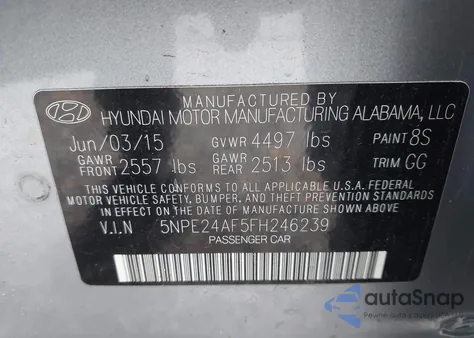 MANUFACTURED BY
HYUNDAI MOTOR MANUFACTURING ALABAMA, LLC
Jun/03/15 GVWR 4497 lbs PAINT 8S
GAWR FRONT 2557 lbs GAWR REAR 2513 lbs TRIM GG
THIS VEHICLE CONFORMS TO ALL APPLICABLE U.S.A. FEDERAL
MOTOR VEHICLE SAFETY, BUMPER, AND THEFT PREVENTION STANDARDS
IN EFFECT ON THE DATE OF MANUFACTURE SHOWN ABOVE.
V.I.N 5NPE24AF5FH246239
PASSENGER CAR
autoSnap